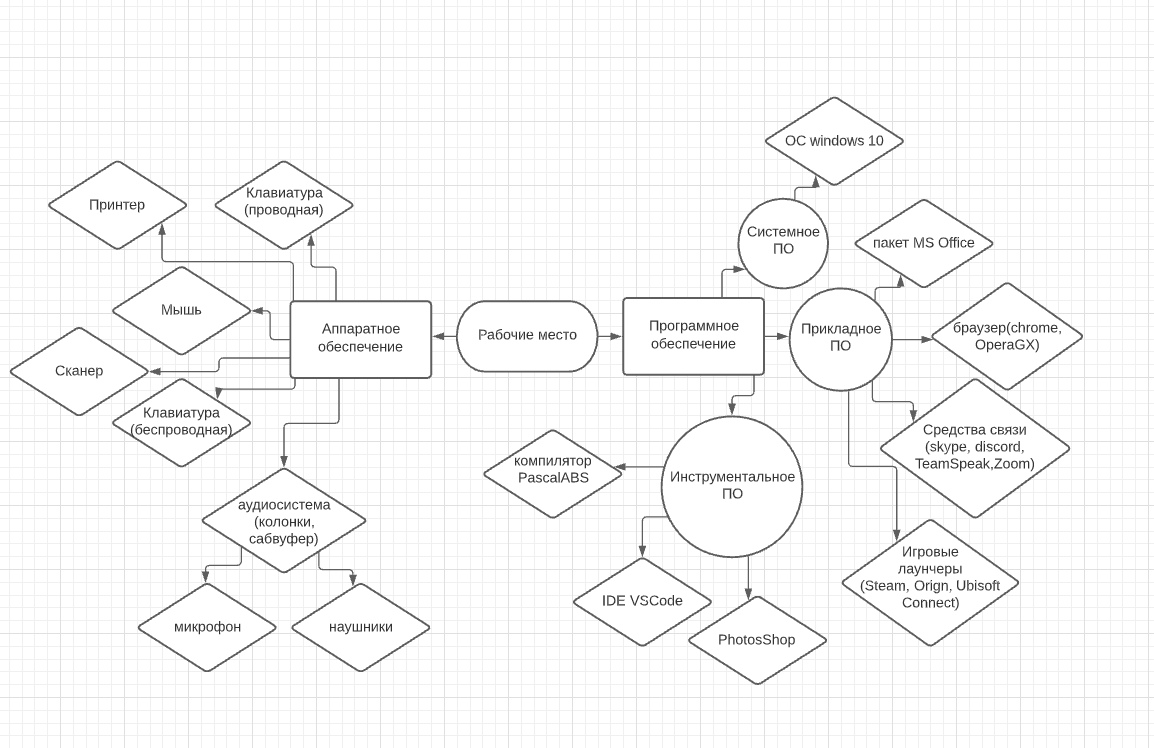 ОС windows 10
Принтер
Клавиатура
(проводная)
Системное
ПО
пакет MS Office
Мышь
Аппаратное
обеспечение
Рабочие место
Программное
обеспечение
Прикладное
ПО
браузер(chrome,
OperaGX)
Сканер
Клавиатура
(беспроводная)
Средства связи
(skype, discord,
TeamSpeak,Zoom)
компилятор
PascalABS
Инструментальное
ПО
аудиосистема
(колонки,
сабвуфер)
Игровые
лаунчеры
(Steam, Orign, Ubisoft
Connect)
IDE VSCode
микрофон
наушники
PhotosShop